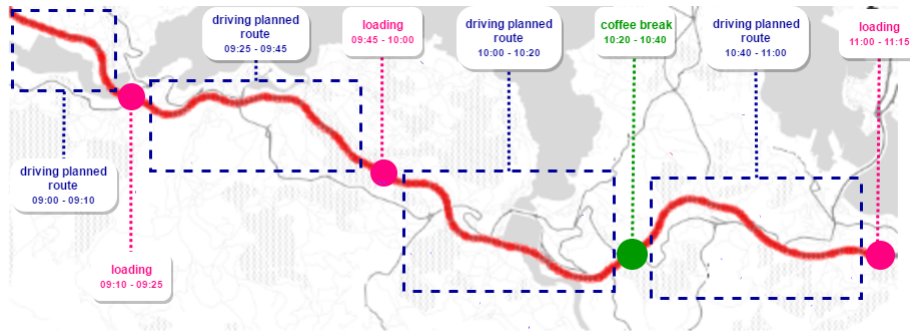 driving planned
route
09:25 - 09:45
loading
09:45 - 10:00
driving planned
route
10:00 - 10:20
coffee break
10:20 - 10:40
driving planned
route
10:40 - 11:00
loading
11:00 - 11:15
driving planned
route
09:00 - 09:10
loading
09:10 - 09:25